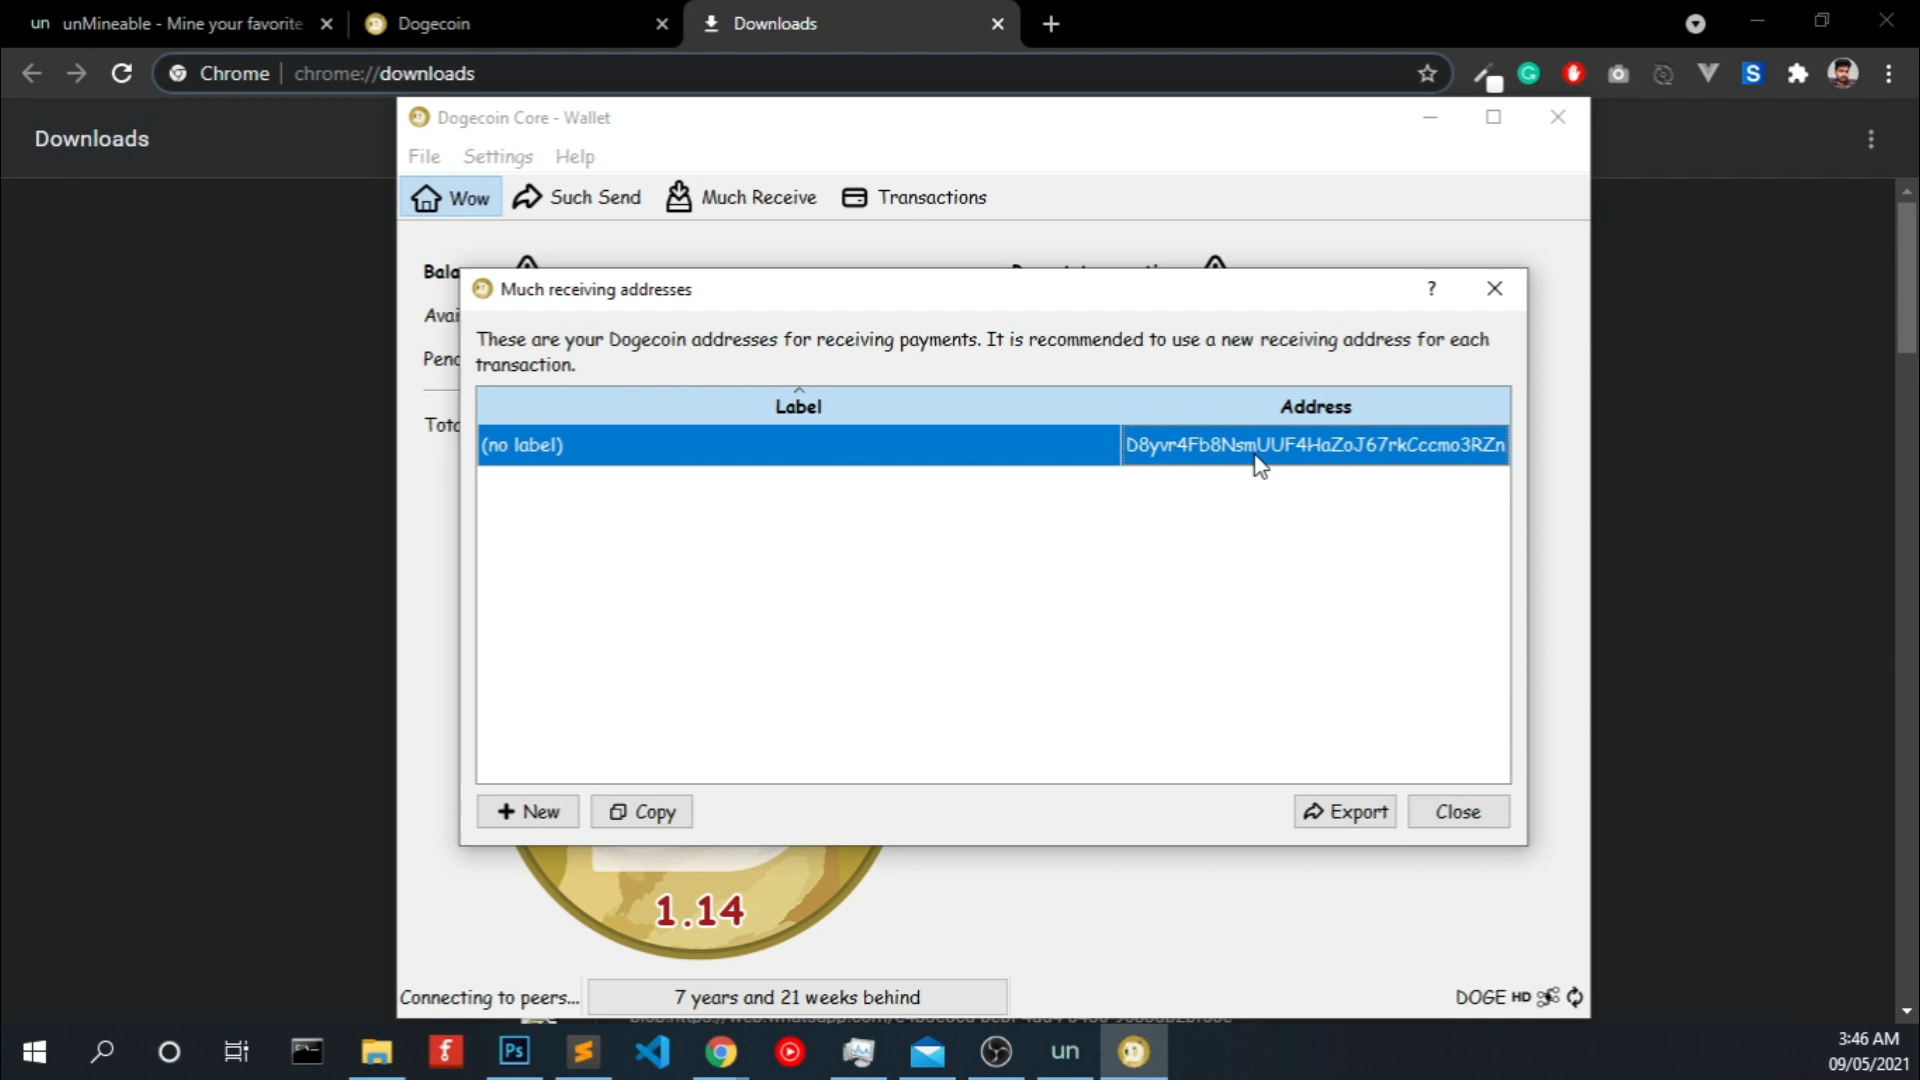 un unMineable - Mine your favorite
Dogecoin
Downloads
Chrome chrome://downloads
Downloads
Dogecoin Core - Wallet
File Settings Help
Wow Such Send Much Receive Transactions
Much receiving addresses
These are your Dogecoin addresses for receiving payments. It is recommended to use a new receiving address for each
transaction.
Label Address
(no label) D8yvr4Fb8NsmUUF4HaZoJ67rkCccmo3RZn
New Copy Export Close
1.14
Connecting to peers... 7 years and 21 weeks behind DOGE HD
Ps un
3:46 AM
09/05/2021